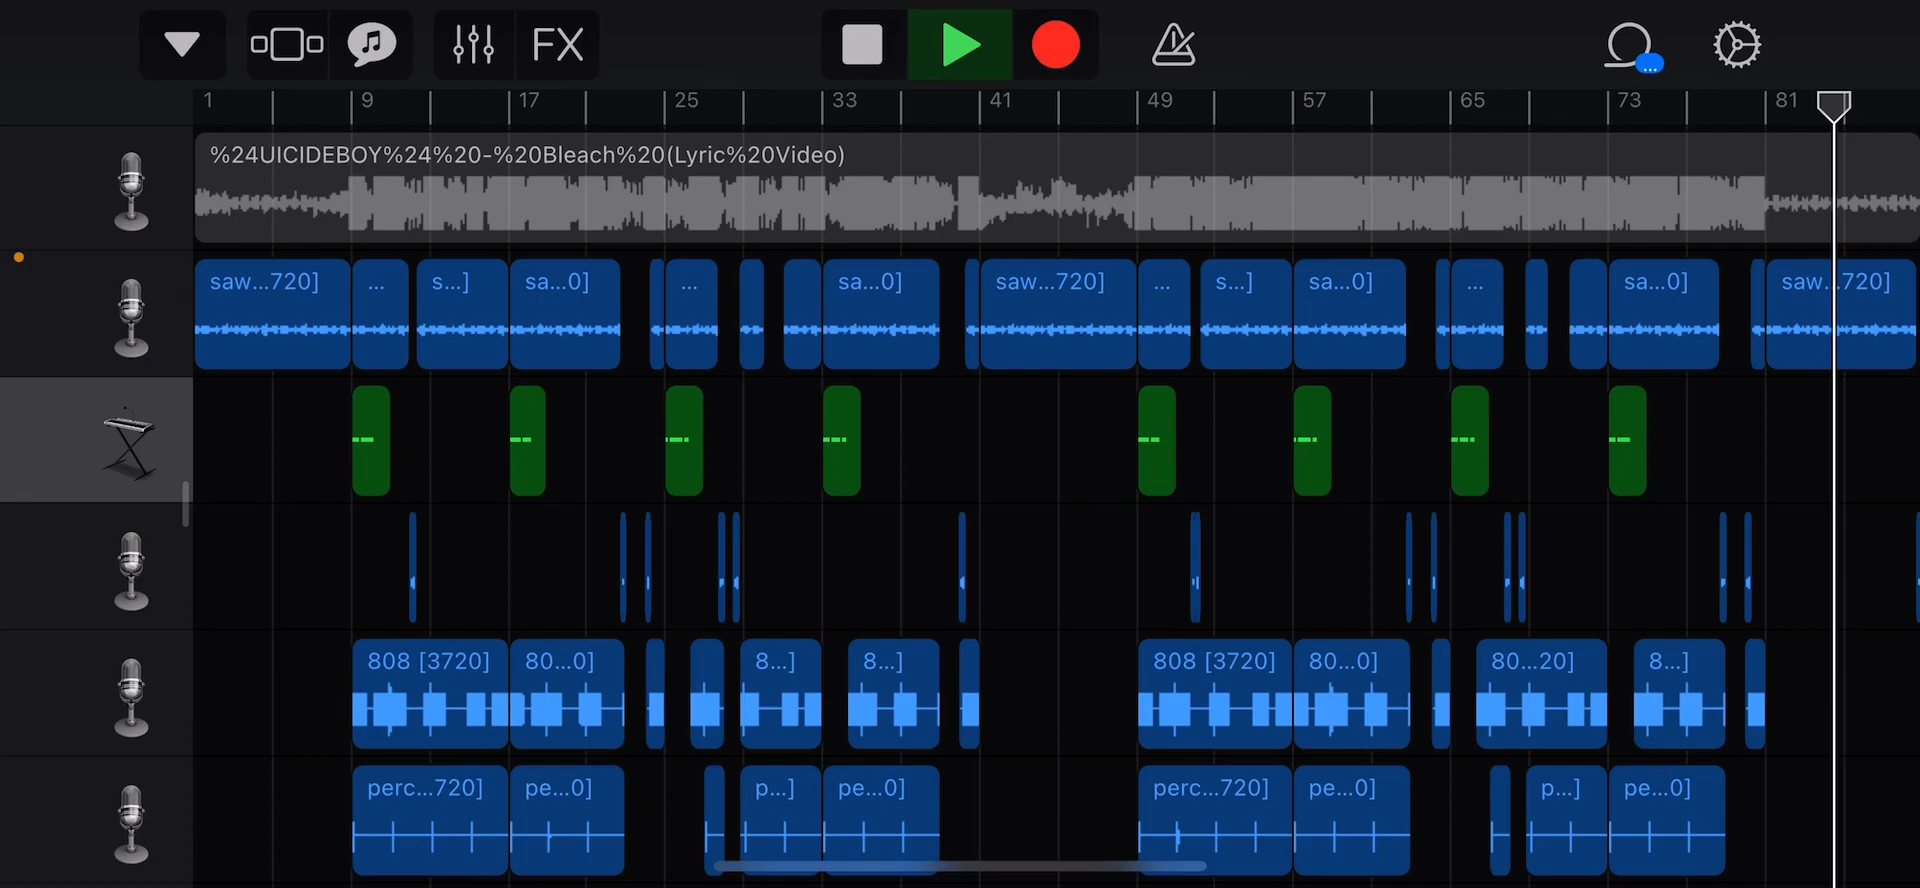 FX
1 9 17 25 33 41 49 57 65 73 81
%24UICIDEBOY%24%20-%20Bleach%20(Lyric%20Video)
saw...720] ... s...] sa...0] ... sa...0] saw...720] ... s...] sa...0] ... sa...0] saw...720]
808 [3720] 80...0] 8...] 8...] 808 [3720] 80...0] 80...20] 8...]
perc...720] pe...0] p...] pe...0] perc...720] pe...0] p...] pe...0]